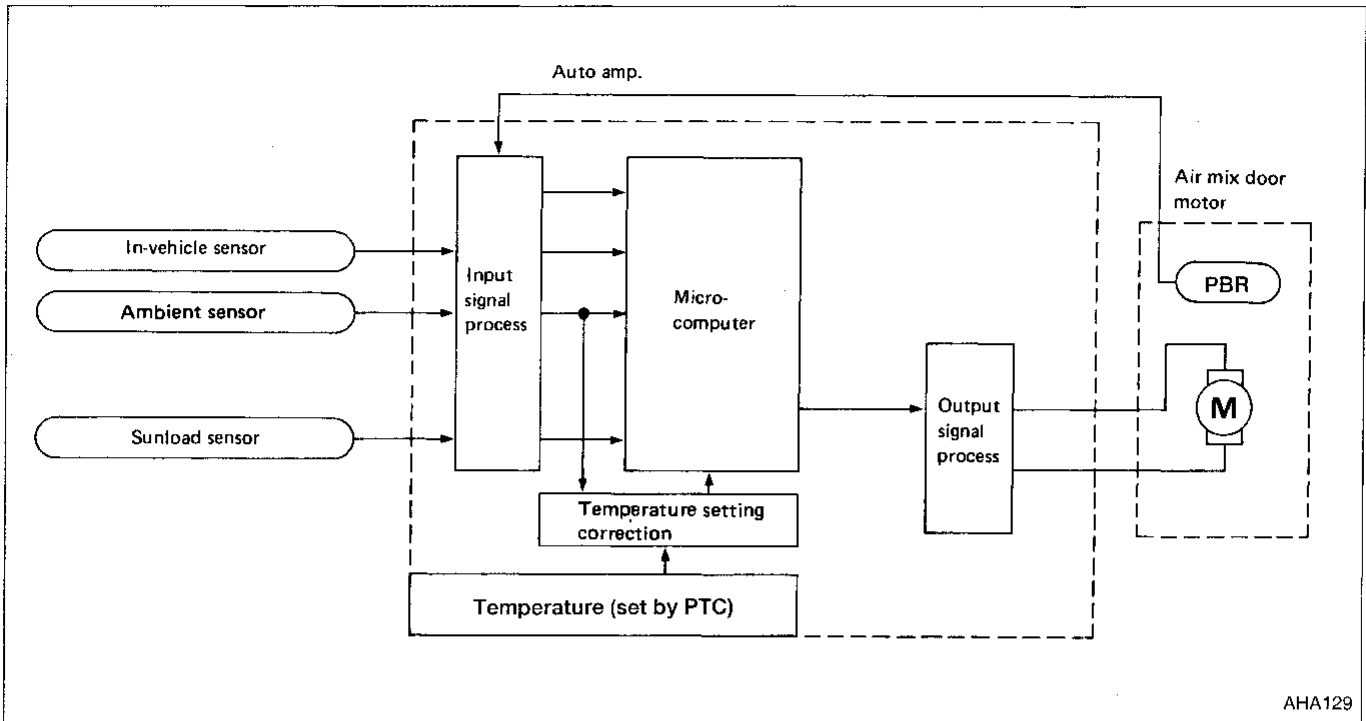 Auto amp.
Air mix door
motor
In-vehicle sensor
Ambient sensor
Sunload sensor
Input
signal
process
Micro-
computer
PBR
M
Output
signal
process
Temperature setting
correction
Temperature (set by PTC)
AHA129